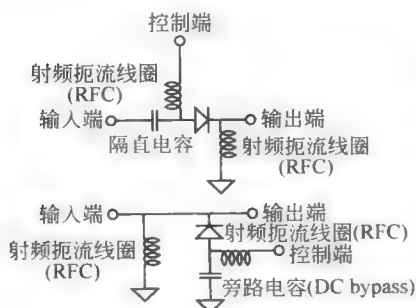 控制端
射频扼流线圈
(RFC)
输入端
输出端
隔直电容
射频扼流线圈
(RFC)
输入端
输出端
射频扼流线圈(RFC)
射频扼流线圈
(RFC)
控制端
旁路电容(DC bypass)